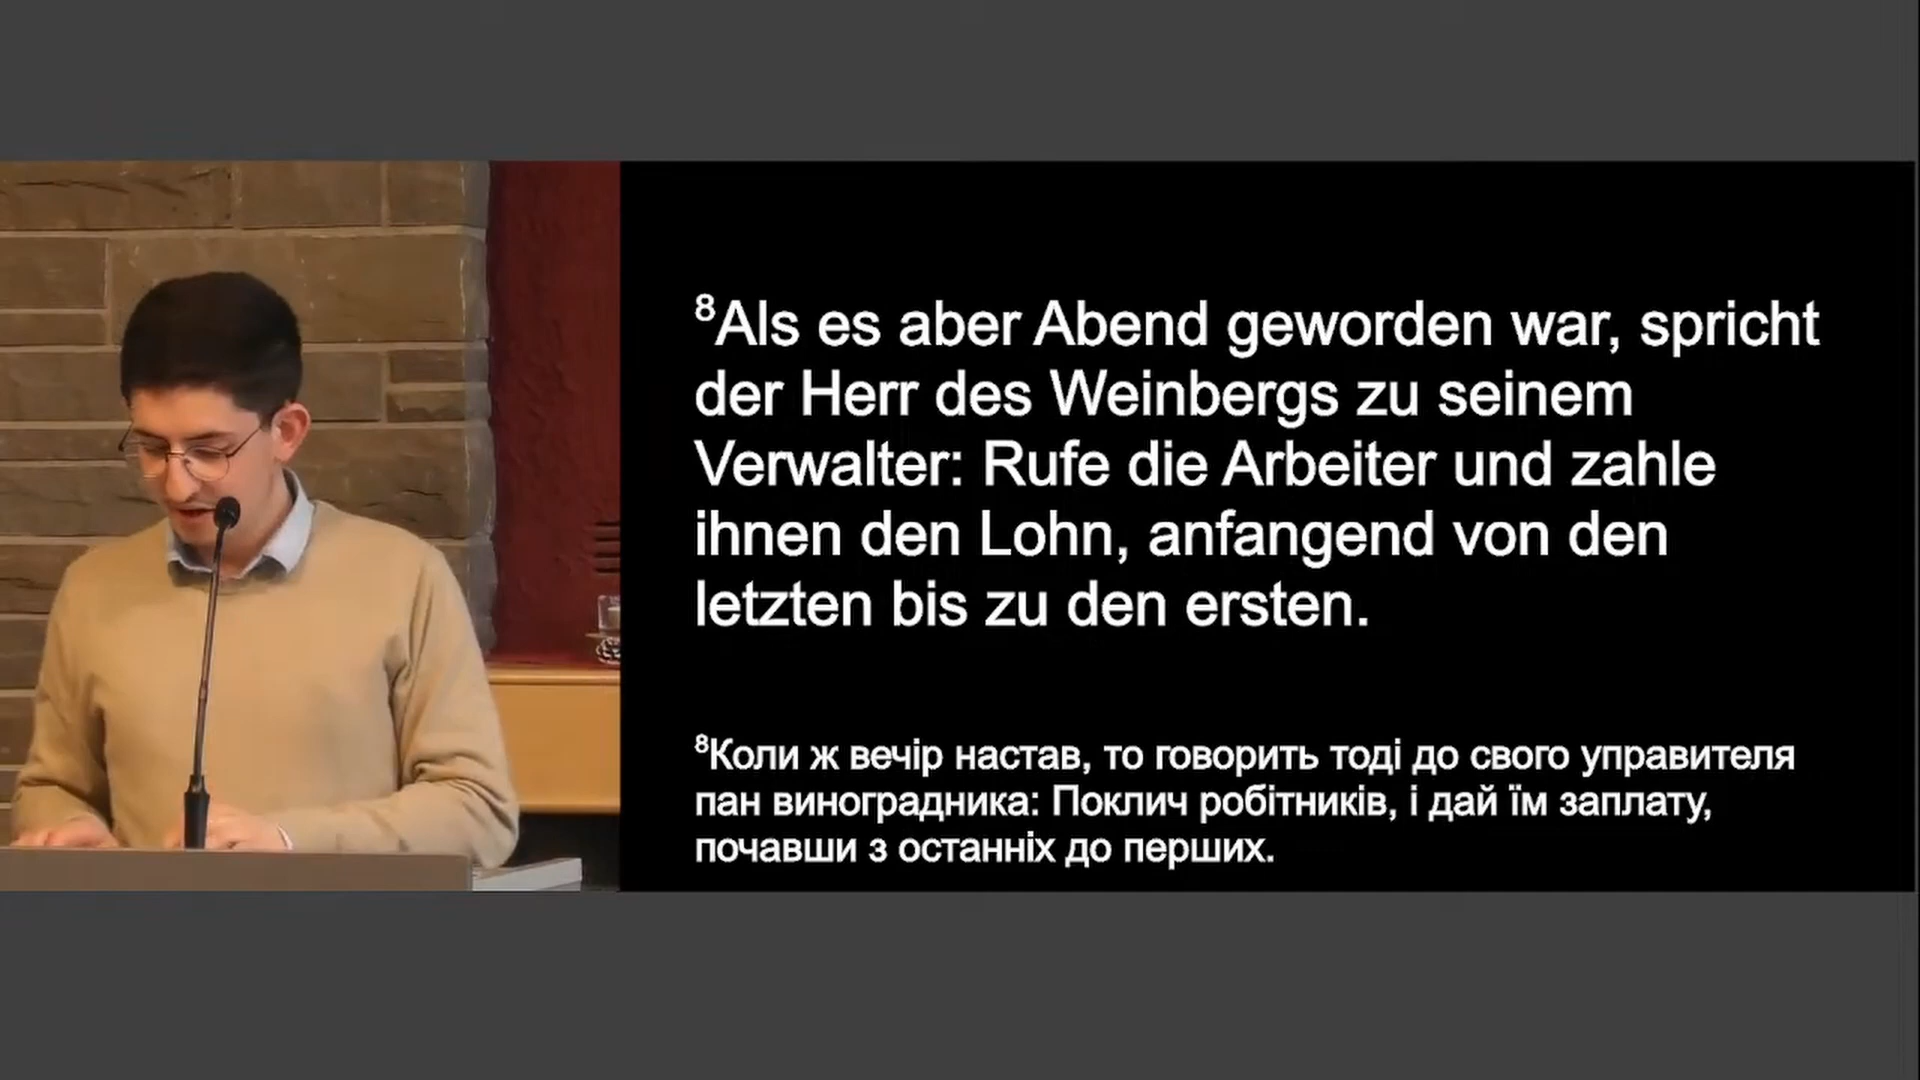 ⁸Als es aber Abend geworden war, spricht
der Herr des Weinbergs zu seinem
Verwalter: Rufe die Arbeiter und zahle
ihnen den Lohn, anfangend von den
letzten bis zu den ersten.
⁸Коли ж вечір настав, то говорить тоді до свого управителя
пан виноградника: Поклич робітників, і дай їм заплату,
почавши з останніх до перших.